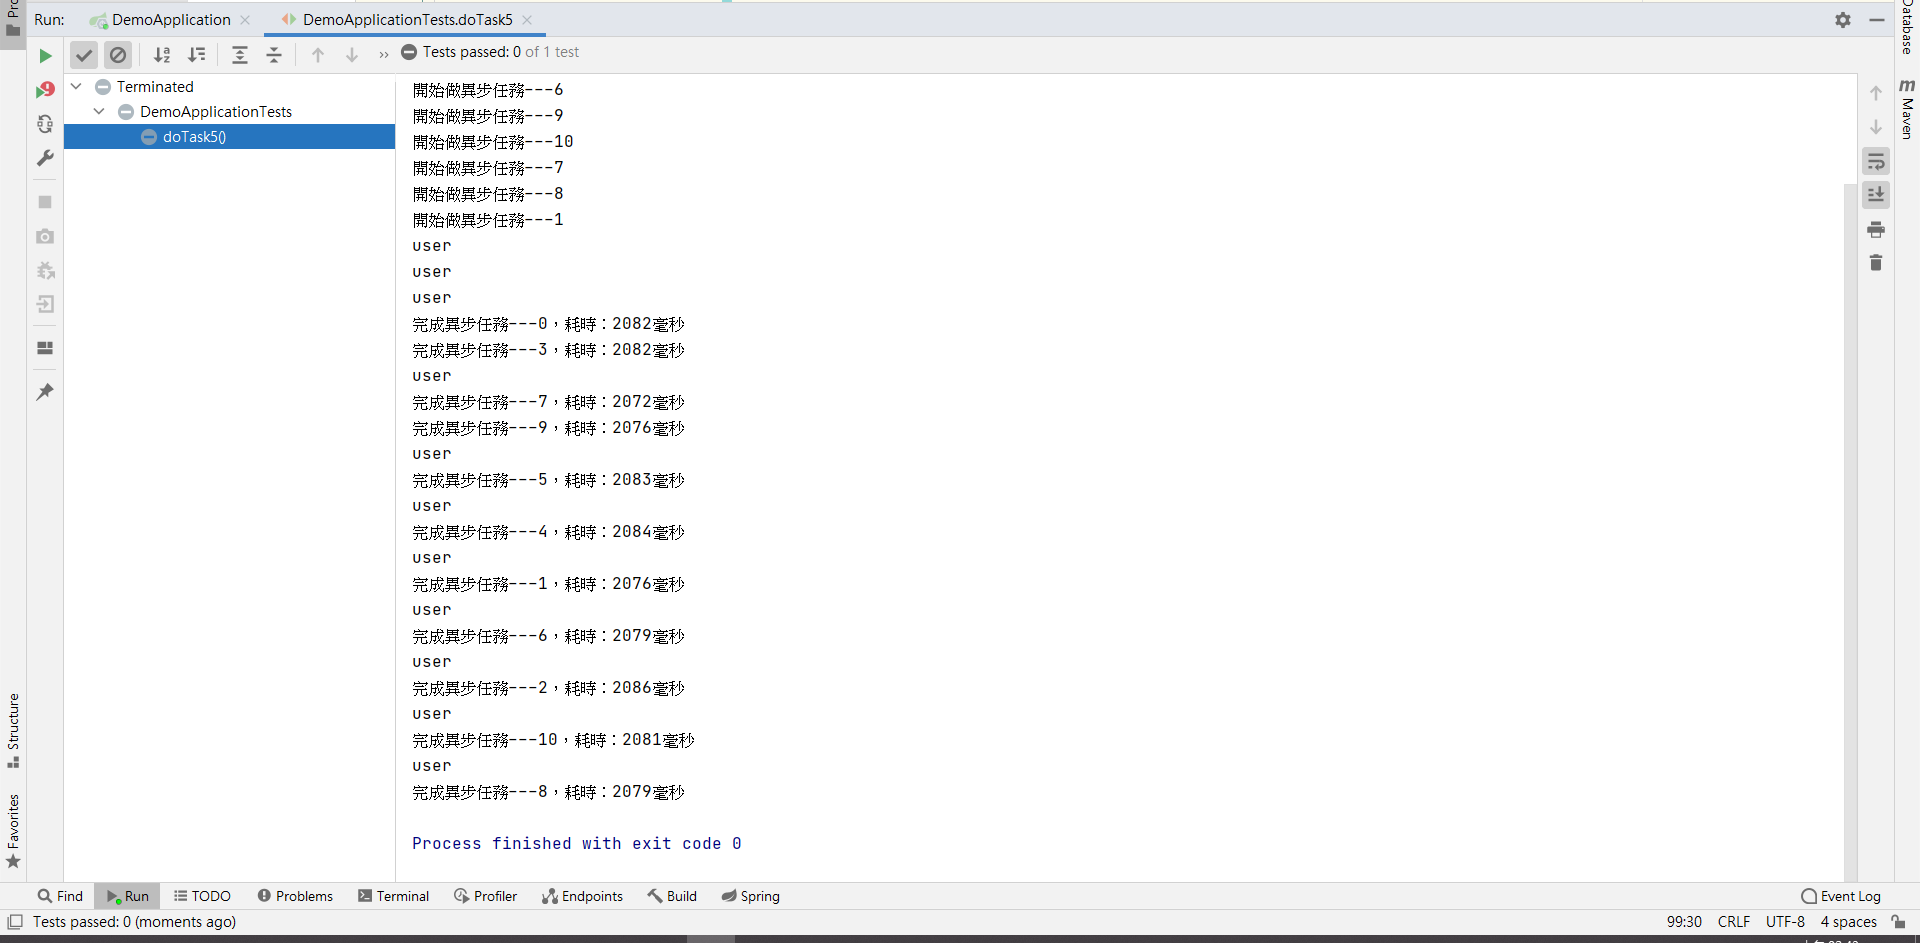 Run:
DemoApplication
DemoApplicationTests.doTask5
Tests passed: 0 of 1 test
Terminated
DemoApplicationTests
doTask5()
開始做異步任務---6
開始做異步任務---9
開始做異步任務---10
開始做異步任務---7
開始做異步任務---8
開始做異步任務---1
user
user
user
完成異步任務---0，耗時：2082毫秒
完成異步任務---3，耗時：2082毫秒
user
完成異步任務---7，耗時：2072毫秒
完成異步任務---9，耗時：2076毫秒
user
完成異步任務---5，耗時：2083毫秒
user
完成異步任務---4，耗時：2084毫秒
user
完成異步任務---1，耗時：2076毫秒
user
完成異步任務---6，耗時：2079毫秒
user
完成異步任務---2，耗時：2086毫秒
user
完成異步任務---10，耗時：2081毫秒
user
完成異步任務---8，耗時：2079毫秒
Process finished with exit code 0
Database
Maven
Structure
Favorites
Find
Run
TODO
Problems
Terminal
Profiler
Endpoints
Build
Spring
Event Log
Tests passed: 0 (moments ago)
99:30
CRLF
UTF-8
4 spaces